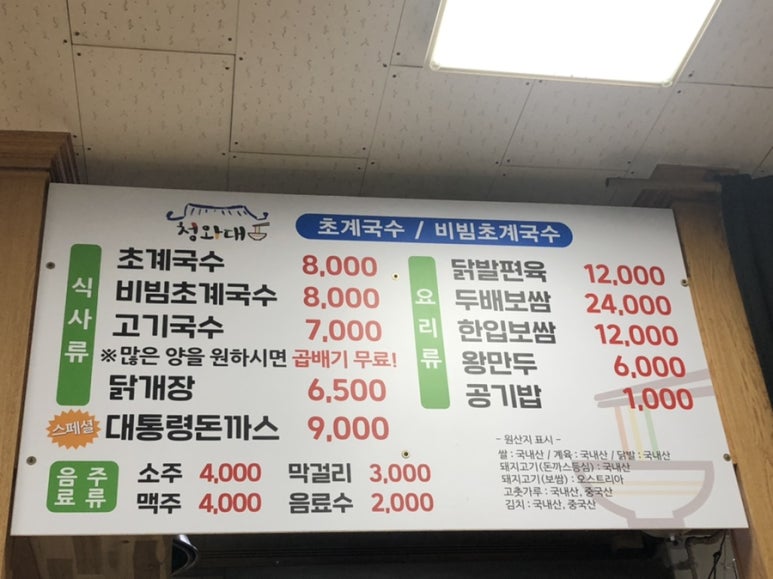 청와대
초계국수 / 비빔초계국수
식사류
초계국수 8,000
비빔초계국수 8,000
고기국수 7,000
※많은 양을 원하시면 곱배기 무료!
닭개장 6,500
스페셜 대통령돈까스 9,000
요리류
닭발편육 12,000
두배보쌈 24,000
한입보쌈 12,000
왕만두 6,000
공기밥 1,000
음료 주류
소주 4,000 막걸리 3,000
맥주 4,000 음료수 2,000
- 원산지 표시 -
쌀 : 국내산 / 계육 : 국내산 / 닭발 : 국내산
돼지고기(돈까스등심) : 국내산
돼지고기(보쌈) : 오스트리아
고춧가루 : 국내산, 중국산
김치 : 국내산, 중국산